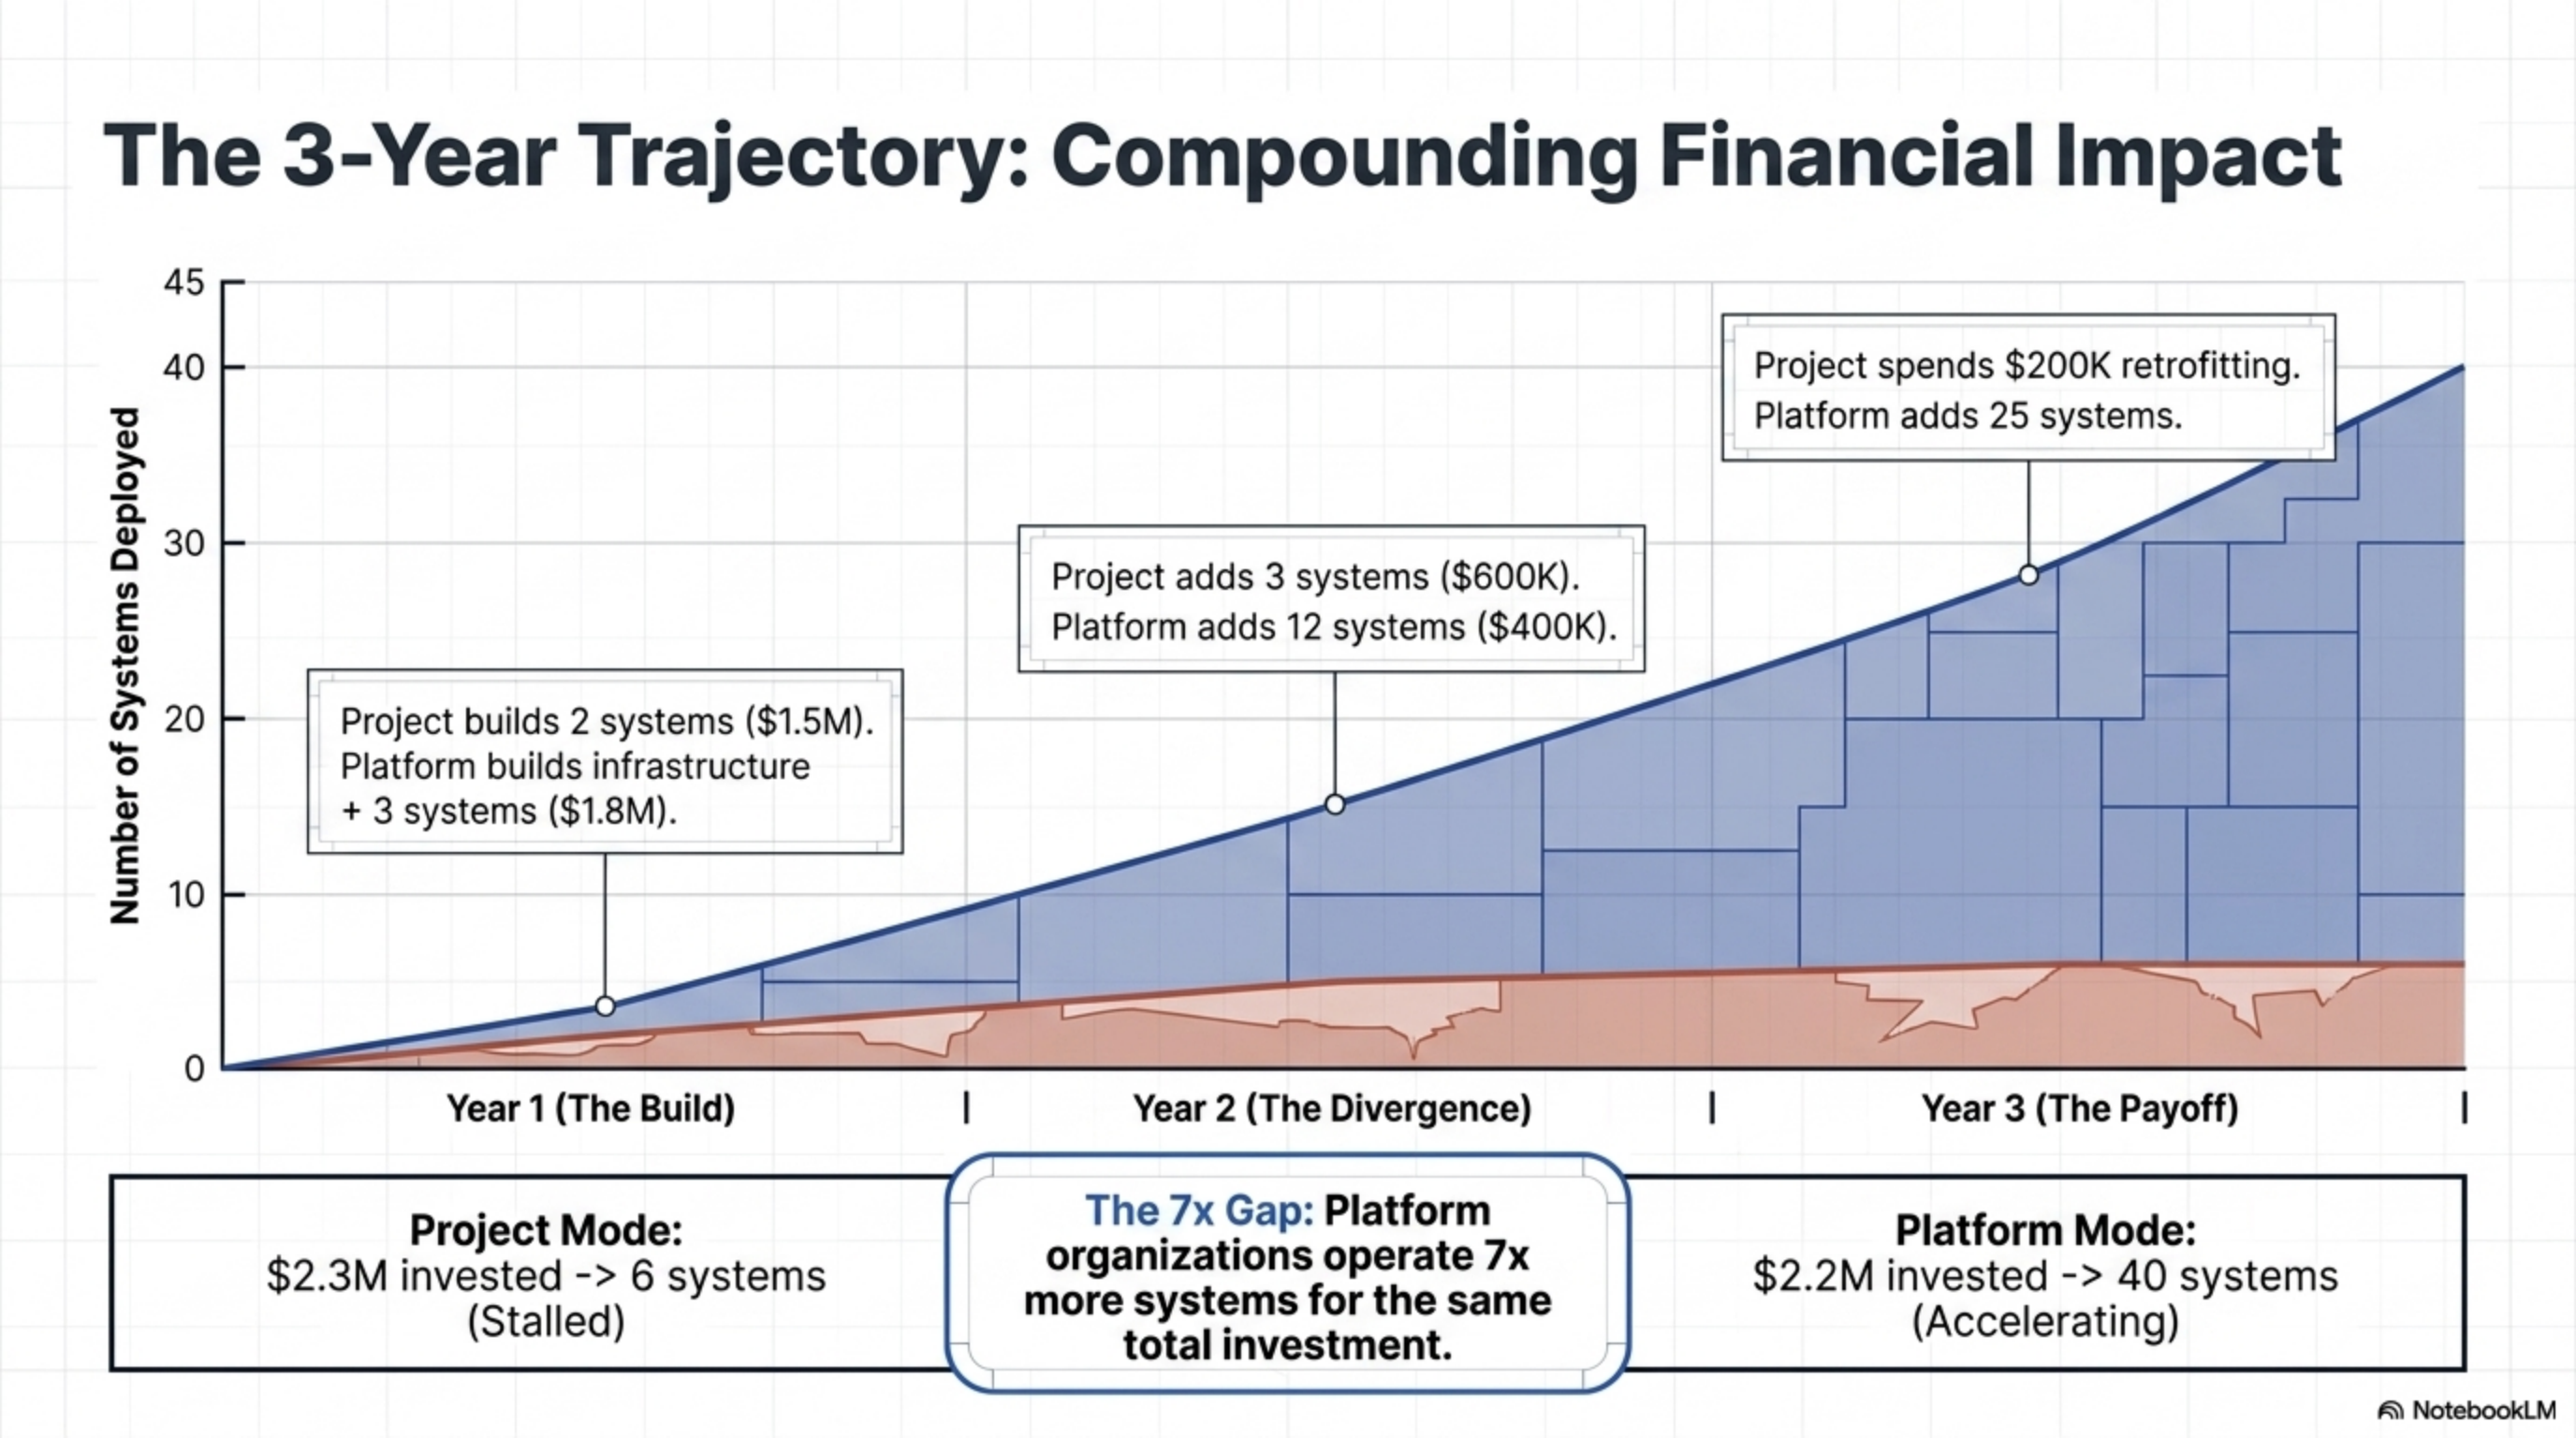 The 3-Year Trajectory: Compounding Financial Impact
Number of Systems Deployed
45
40
30
20
10
0
Project builds 2 systems ($1.5M).
Platform builds infrastructure
+ 3 systems ($1.8M).
Project adds 3 systems ($600K).
Platform adds 12 systems ($400K).
Project spends $200K retrofitting.
Platform adds 25 systems.
Year 1 (The Build)
Year 2 (The Divergence)
Year 3 (The Payoff)
Project Mode:
$2.3M invested -> 6 systems
(Stalled)
The 7x Gap: Platform
organizations operate 7x
more systems for the same
total investment.
Platform Mode:
$2.2M invested -> 40 systems
(Accelerating)
NotebookLM